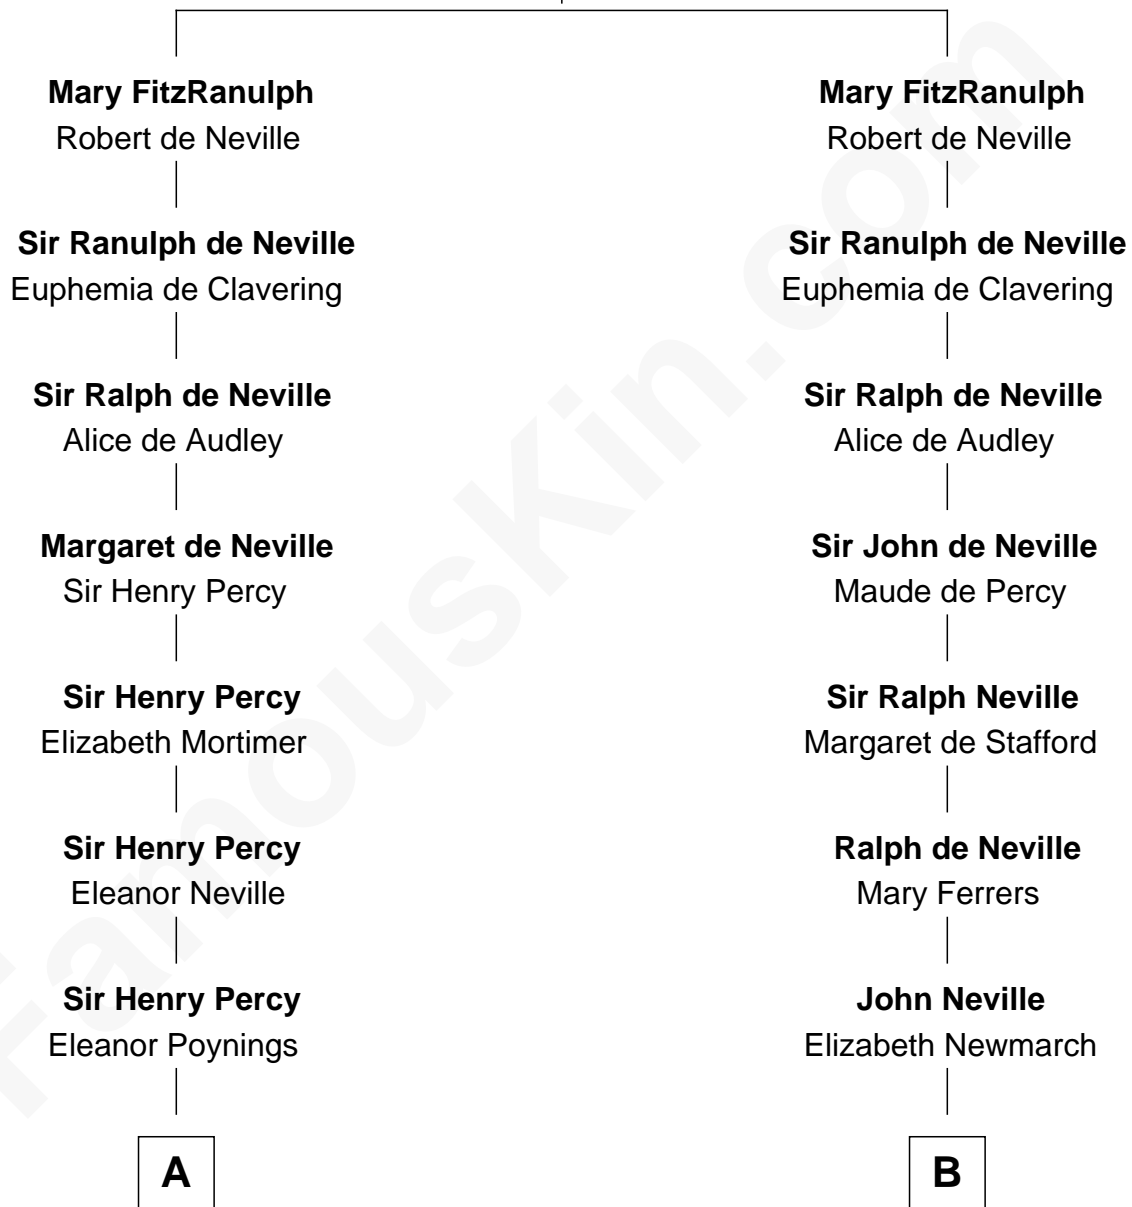 Mary FitzRanulph
Robert de Neville
Sir Ranulph de Neville
Euphemia de Clavering
Sir Ralph de Neville
Alice de Audley
Margaret de Neville
Sir Henry Percy
Sir Henry Percy
Elizabeth Mortimer
Sir Henry Percy
Eleanor Neville
Sir Henry Percy
Eleanor Poynings
A
Mary FitzRanulph
Robert de Neville
Sir Ranulph de Neville
Euphemia de Clavering
Sir Ralph de Neville
Alice de Audley
Sir John de Neville
Maude de Percy
Sir Ralph Neville
Margaret de Stafford
Ralph de Neville
Mary Ferrers
John Neville
Elizabeth Newmarch
B
FamousKin.com